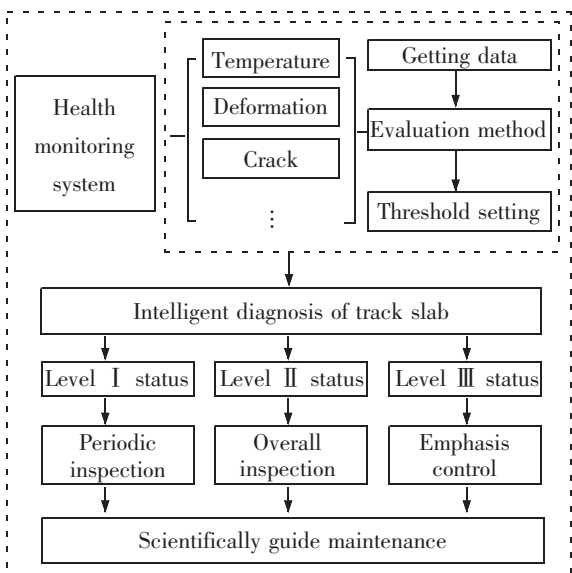 Health
monitoring
system
Temperature
Deformation
Crack
⋮
Getting data
Evaluation method
Threshold setting
Intelligent diagnosis of track slab
Level Ⅰ status
Level Ⅱ status
Level Ⅲ status
Periodic
inspection
Overall
inspection
Emphasis
control
Scientifically guide maintenance